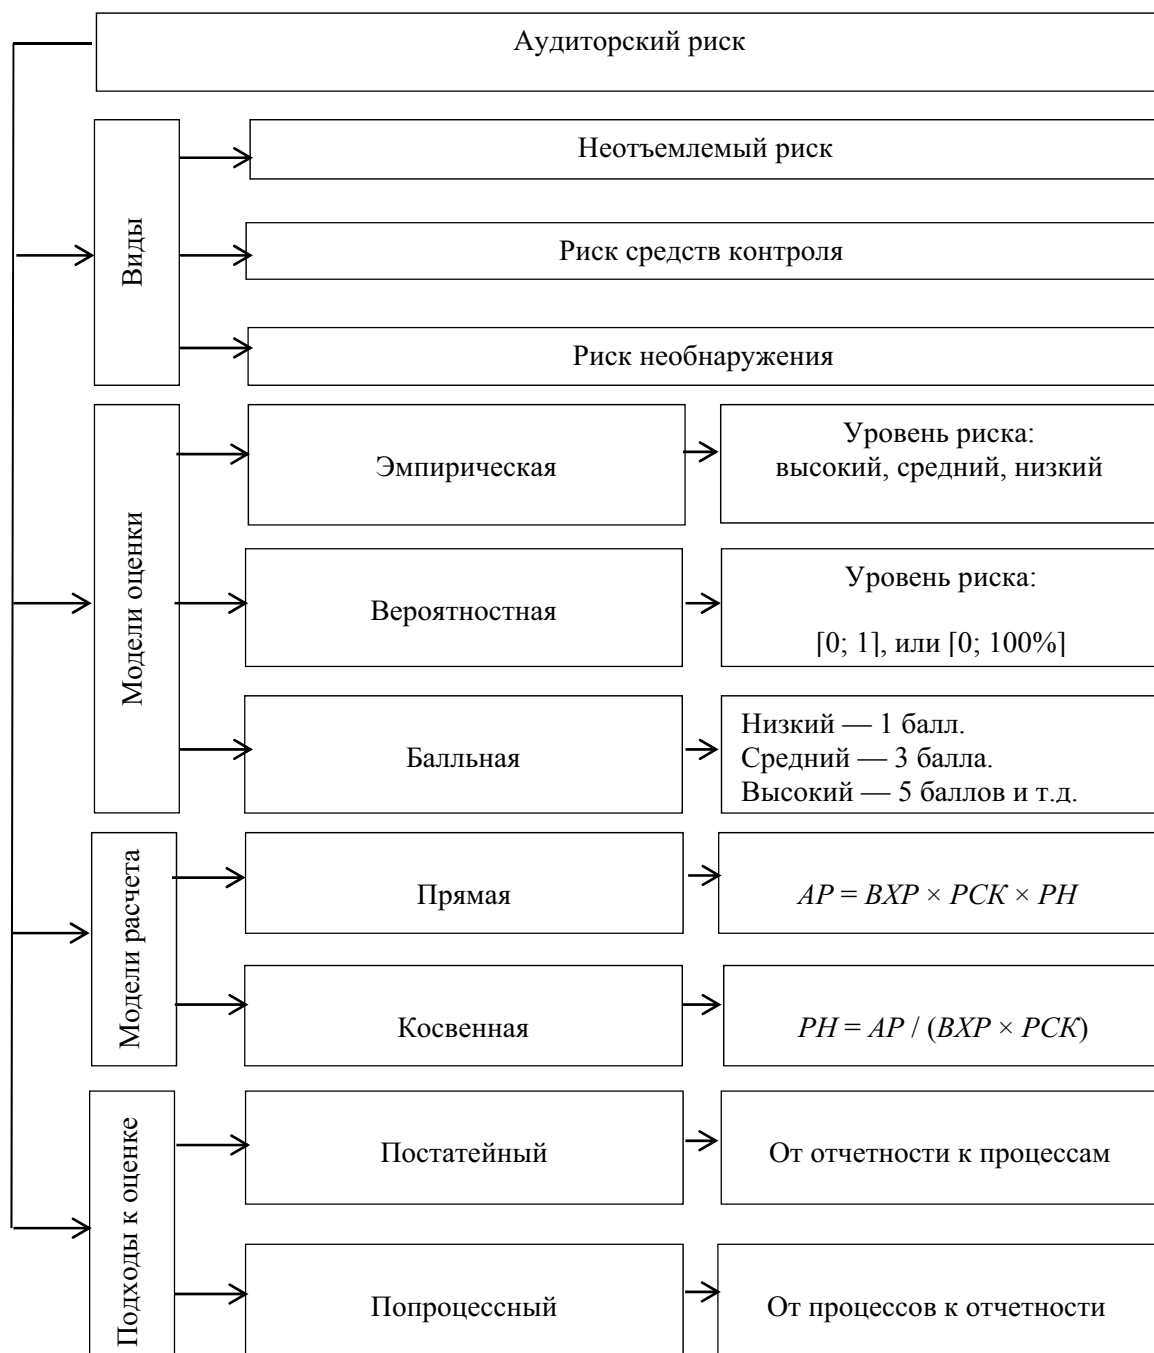 Аудиторский риск
Виды
Неотъемлемый риск
Риск средств контроля
Риск необнаружения
Модели оценки
Эмпирическая
Уровень риска:
высокий, средний, низкий
Вероятностная
Уровень риска:
[0; 1], или [0; 100%]
Балльная
Низкий — 1 балл.
Средний — 3 балла.
Высокий — 5 баллов и т.д.
Модели расчета
Прямая
АР = ВХР × РСК × РН
Косвенная
РН = АР / (ВХР × РСК)
Подходы к оценке
Постатейный
От отчетности к процессам
Попроцессный
От процессов к отчетности